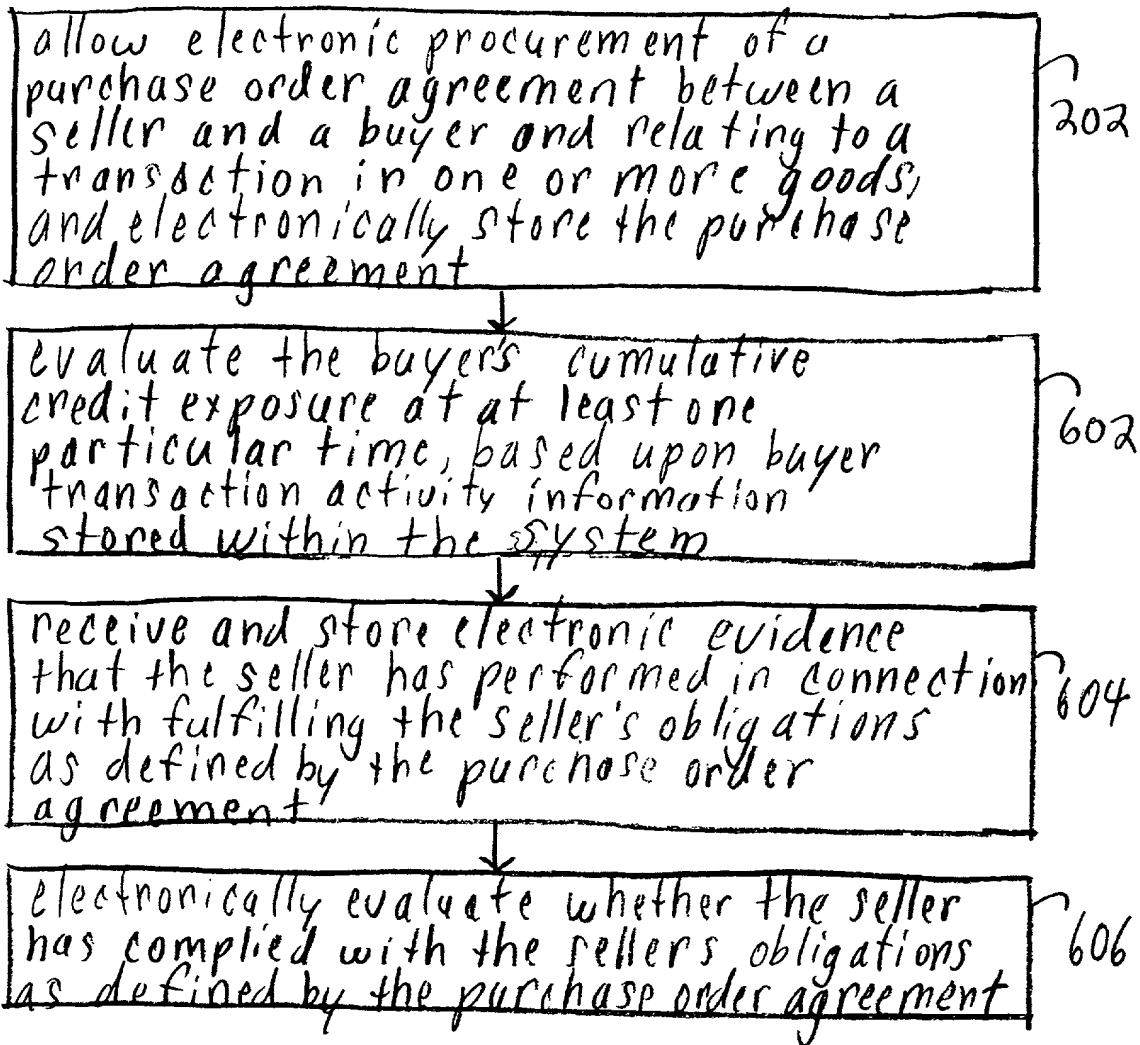 allow electronic procurement of a
purchase order agreement between a
seller and a buyer and relating to a
transaction in one or more goods,
and electronically store the purchase
order agreement
202
evaluate the buyer's cumulative
credit exposure at at least one
particular time, based upon buyer
transaction activity information
stored within the system
602
receive and store electronic evidence
that the seller has performed in connection
with fulfilling the seller's obligations
as defined by the purchase order
agreement
604
electronically evaluate whether the seller
has complied with the sellers obligations
as defined by the purchase order agreement
606